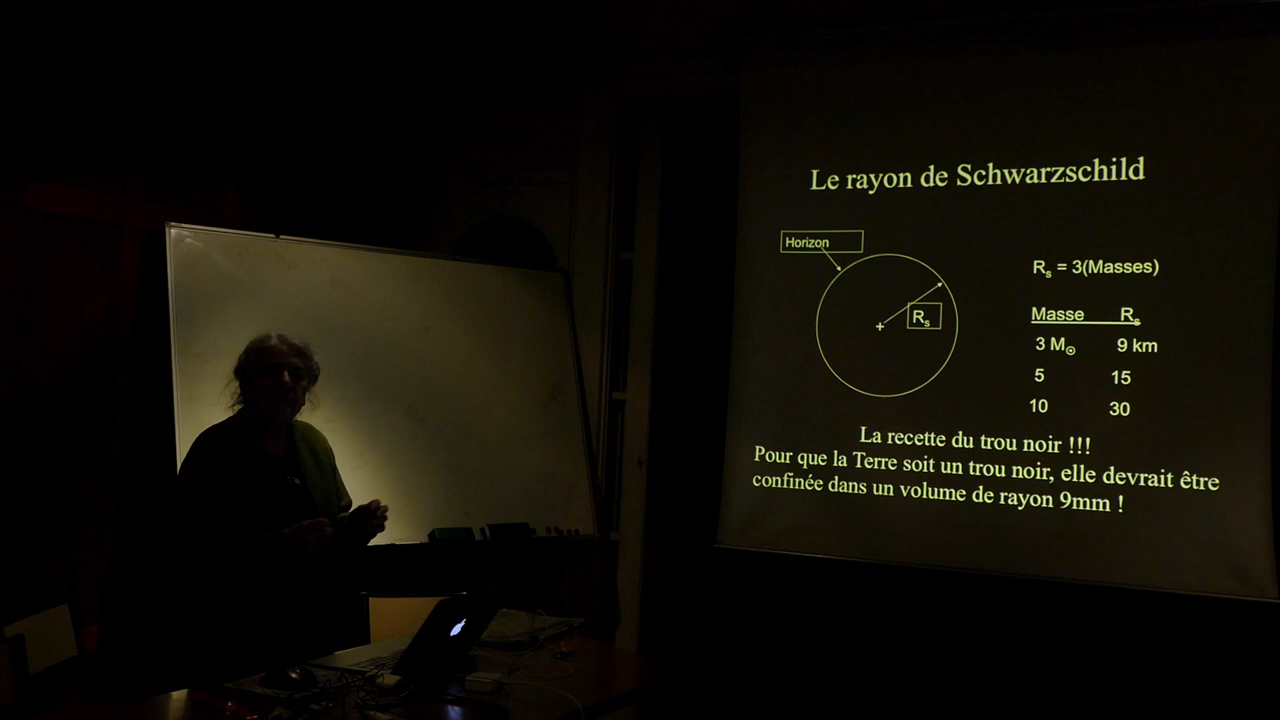 Le rayon de Schwarzschild
Horizon
Rs
Rs = 3(Masses)
Masse Rs
3 M☉ 9 km
5 15
10 30
La recette du trou noir !!!
Pour que la Terre soit un trou noir, elle devrait être
confinée dans un volume de rayon 9mm !